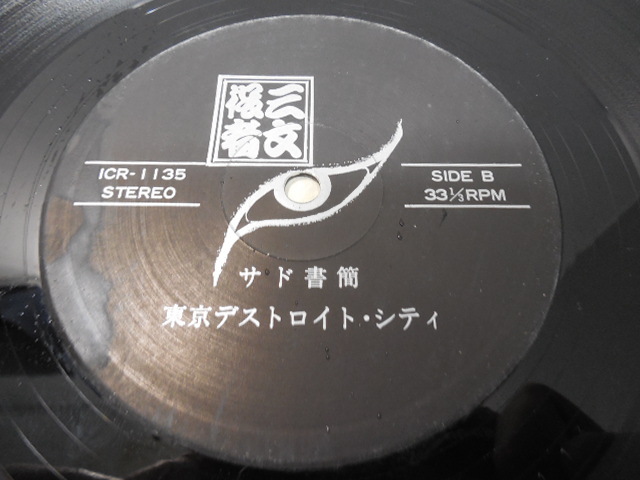 三文役者
ICR-1135
STEREO
SIDE B
33⅓RPM
サド書簡
東京デストロイト・シティ